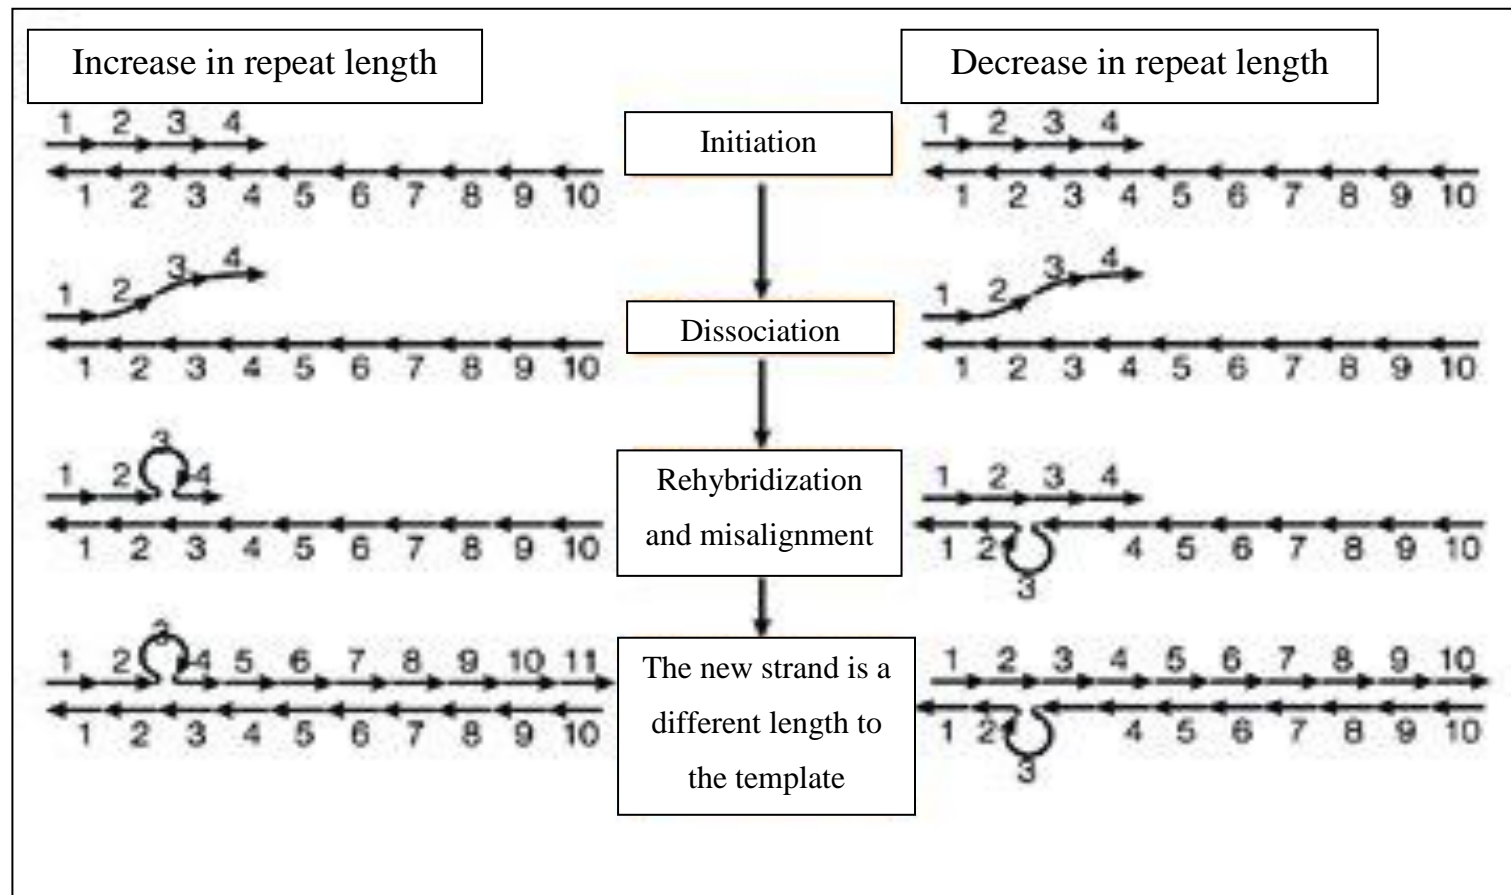 Increase in repeat length
Decrease in repeat length
1 2 3 4
1 2 3 4 5 6 7 8 9 10
Initiation
1 2 3 4
1 2 3 4 5 6 7 8 9 10
1 2 3 4
1 2 3 4 5 6 7 8 9 10
Dissociation
1 2 3 4
1 2 3 4 5 6 7 8 9 10
1 2 3 4
1 2 3 4 5 6 7 8 9 10
Rehybridization
and misalignment
1 2 3 4
1 2 3 4 5 6 7 8 9 10
1 2 3 4 5 6 7 8 9 10 11
1 2 3 4 5 6 7 8 9 10
The new strand is a
different length to
the template
1 2 3 4 5 6 7 8 9 10
1 2 3 4 5 6 7 8 9 10